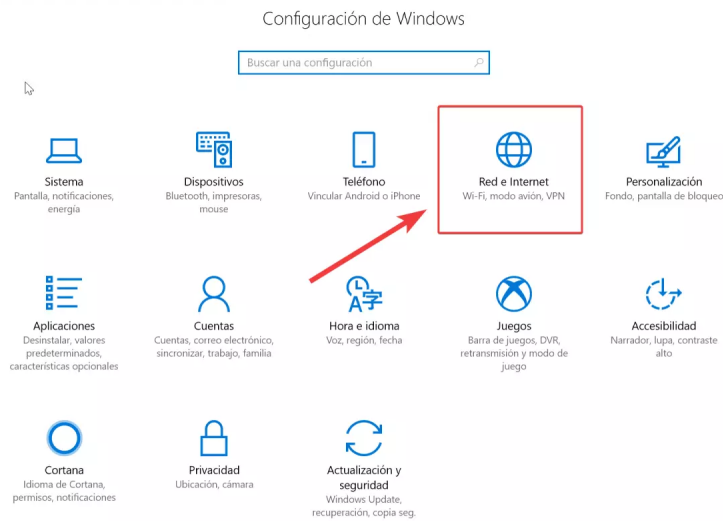 Configuración de Windows
Buscar una configuración
Sistema
Pantalla, notificaciones,
energía
Dispositivos
Bluetooth, impresoras,
mouse
Teléfono
Vincular Android o iPhone
Red e Internet
Wi-Fi, modo avión, VPN
Personalización
Fondo, pantalla de bloqueo
Aplicaciones
Desinstalar, valores
predeterminados,
características opcionales
Cuentas
Cuentas, correo electrónico,
sincronizar, trabajo, familia
Hora e idioma
Voz, región, fecha
Juegos
Barra de juegos, DVR,
retransmisión y modo de
juego
Accesibilidad
Narrador, lupa, contraste
alto
Cortana
Idioma de Cortana,
permisos, notificaciones
Privacidad
Ubicación, cámara
Actualización y
seguridad
Windows Update,
recuperación, copia seg.